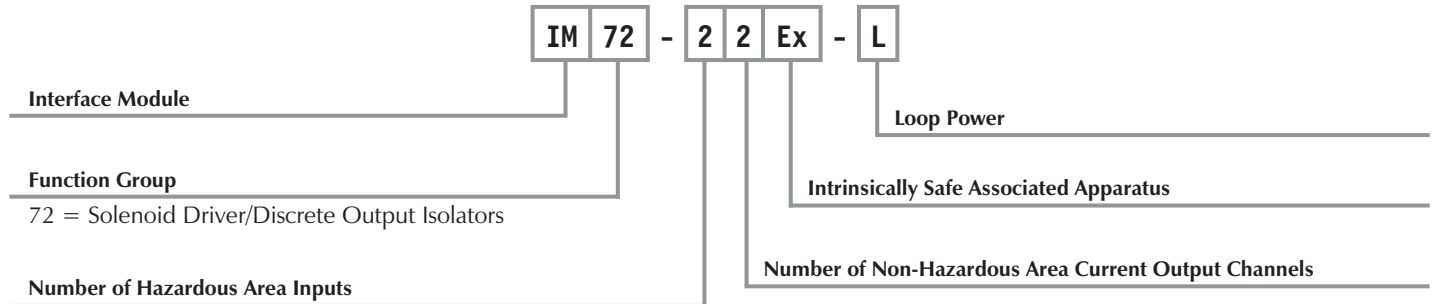 IM 72 - 2 2 Ex - L
Interface Module
Loop Power
Function Group
72 = Solenoid Driver/Discrete Output Isolators
Intrinsically Safe Associated Apparatus
Number of Hazardous Area Inputs
Number of Non-Hazardous Area Current Output Channels